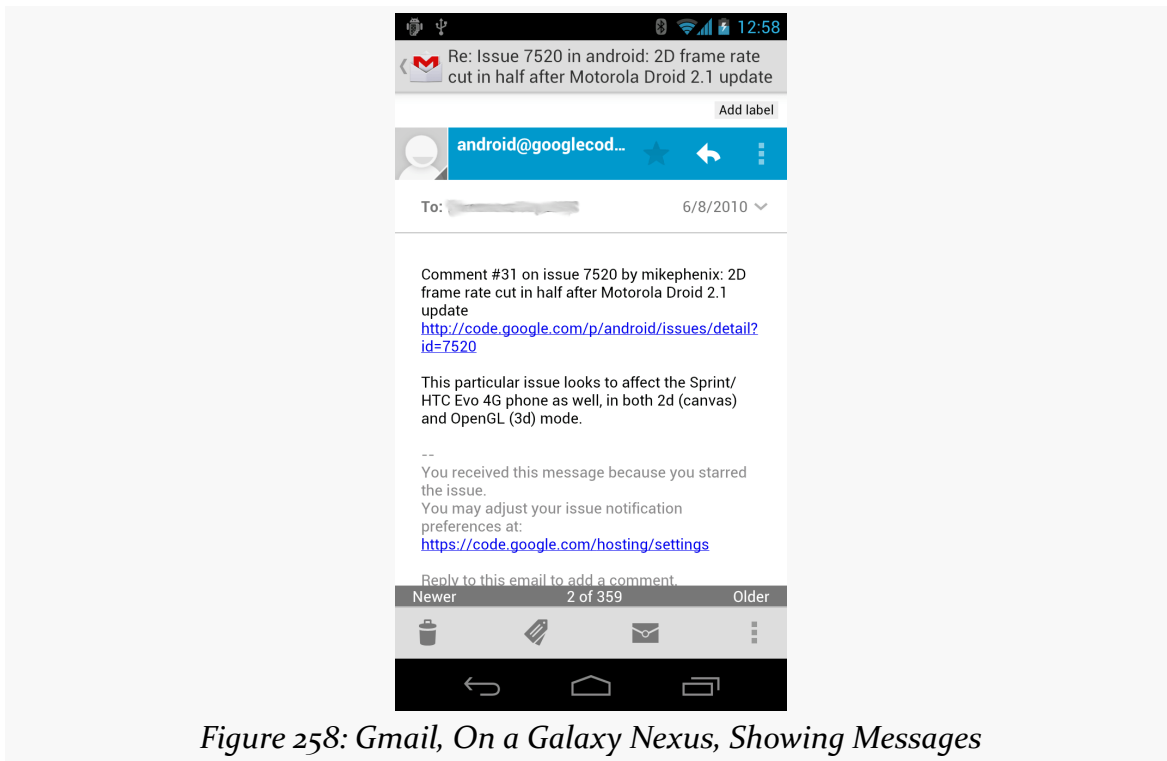 12:58
Re: Issue 7520 in android: 2D frame rate
cut in half after Motorola Droid 2.1 update
Add label
android@googlecod...
To:
6/8/2010
Comment #31 on issue 7520 by mikephenix: 2D
frame rate cut in half after Motorola Droid 2.1
update
http://code.google.com/p/android/issues/detail?
id=7520
This particular issue looks to affect the Sprint/
HTC Evo 4G phone as well, in both 2d (canvas)
and OpenGL (3d) mode.
--
You received this message because you starred
the issue.
You may adjust your issue notification
preferences at:
https://code.google.com/hosting/settings
Reply to this email to add a comment.
Newer 2 of 359 Older
Figure 258: Gmail, On a Galaxy Nexus, Showing Messages